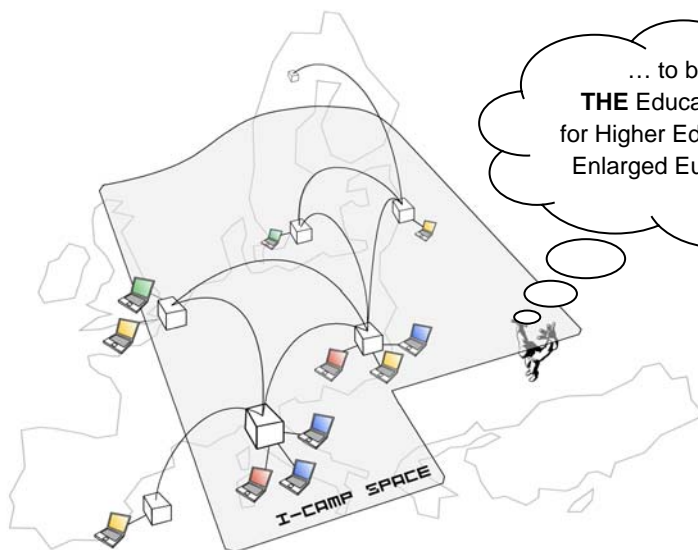 … to b
THE Educa
for Higher Ed
Enlarged Eu
I-CAMP SPACE